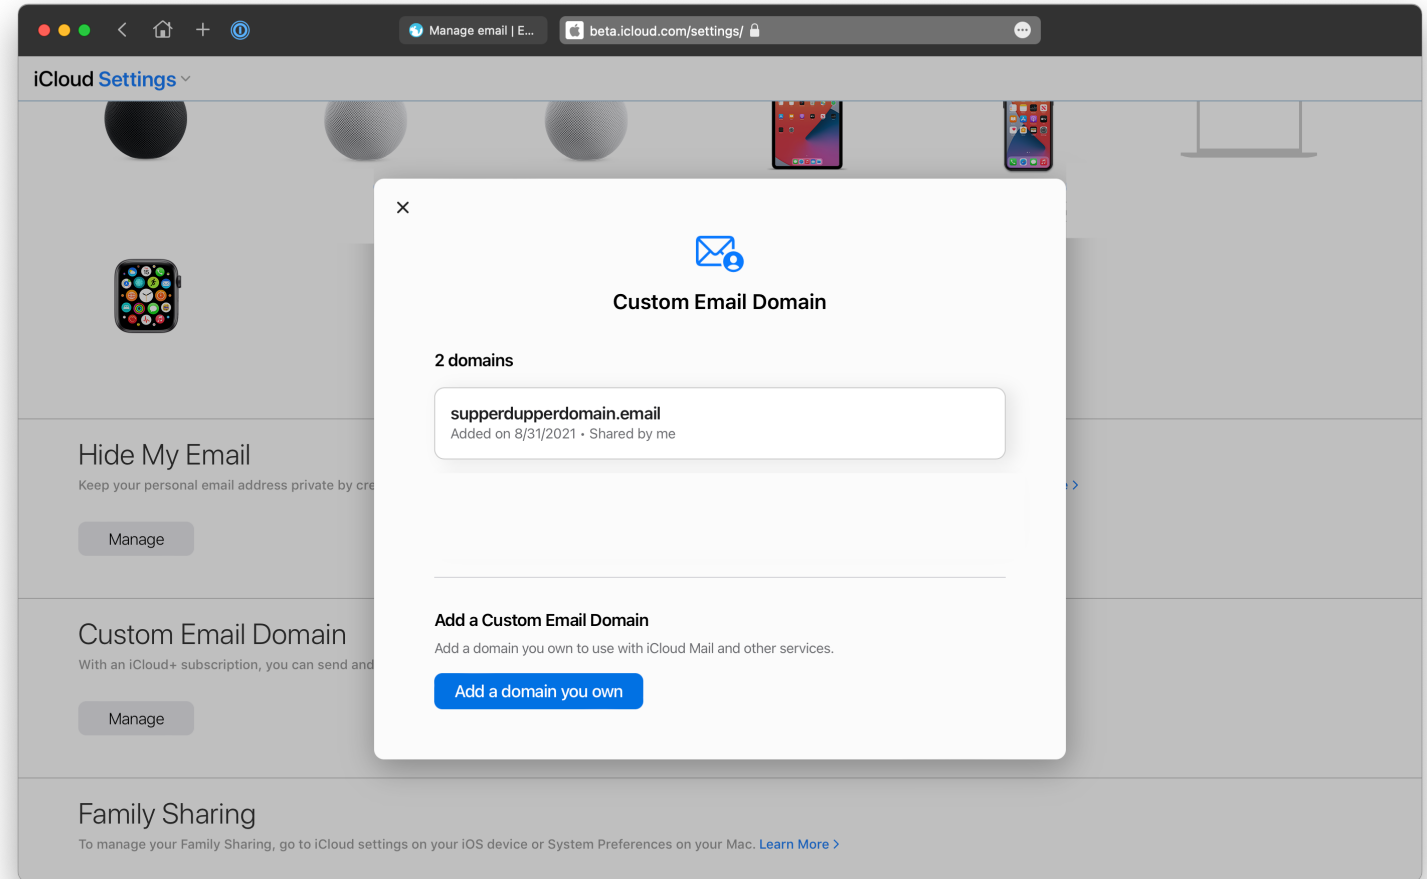 Manage email | E...
beta.icloud.com/settings/
iCloud Settings
Custom Email Domain
2 domains
supperdupperdomain.email
Added on 8/31/2021 • Shared by me
Add a Custom Email Domain
Add a domain you own to use with iCloud Mail and other services.
Add a domain you own
Hide My Email
Keep your personal email address private by cre
Manage
Custom Email Domain
With an iCloud+ subscription, you can send and
Manage
Family Sharing
To manage your Family Sharing, go to iCloud settings on your iOS device or System Preferences on your Mac. Learn More >